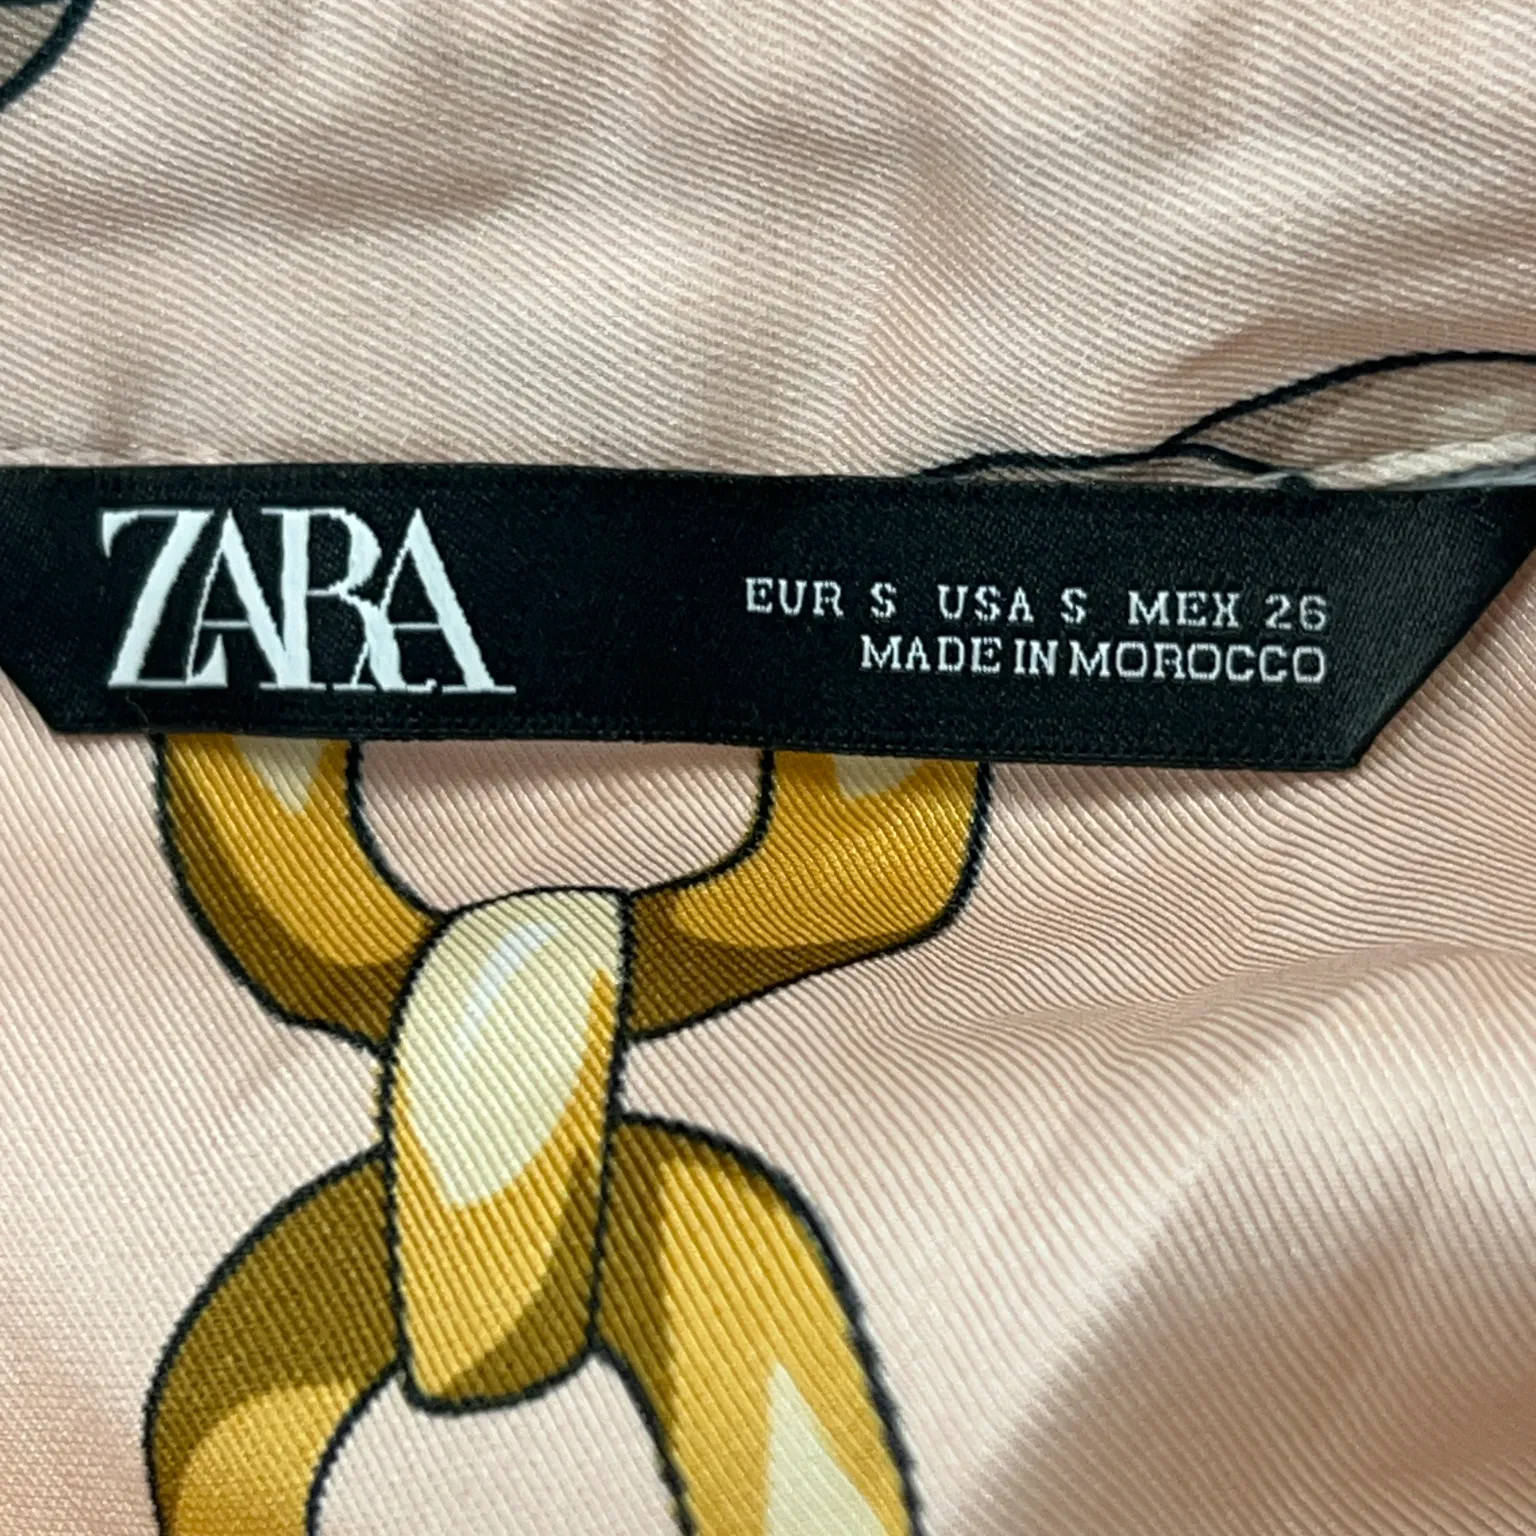 ZARA
EUR S USA S MEX 26
MADE IN MOROCCO